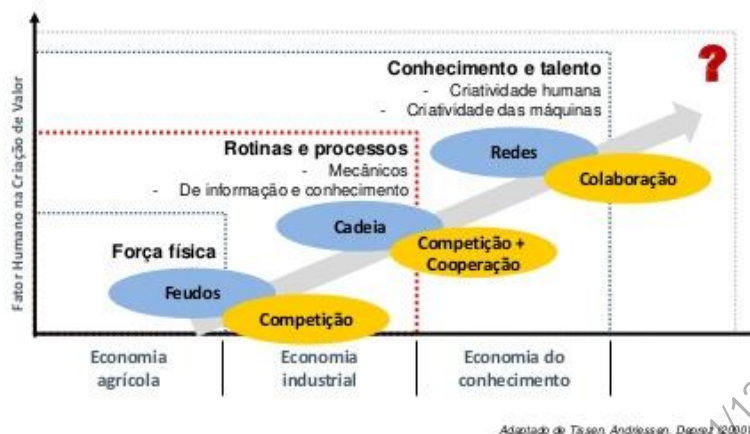 Fator Humano na Criação de Valor
?
Conhecimento e talento
- Criatividade humana
- Criatividade das máquinas
Redes
Colaboração
Rotinas e processos
- Mecânicos
- De informação e conhecimento
Cadeia
Competição +
Cooperação
Força física
Feudos
Competição
Economia
agrícola
Economia
industrial
Economia do
conhecimento
Adaptado de Tissen, Andriessen, Deprez (2000)